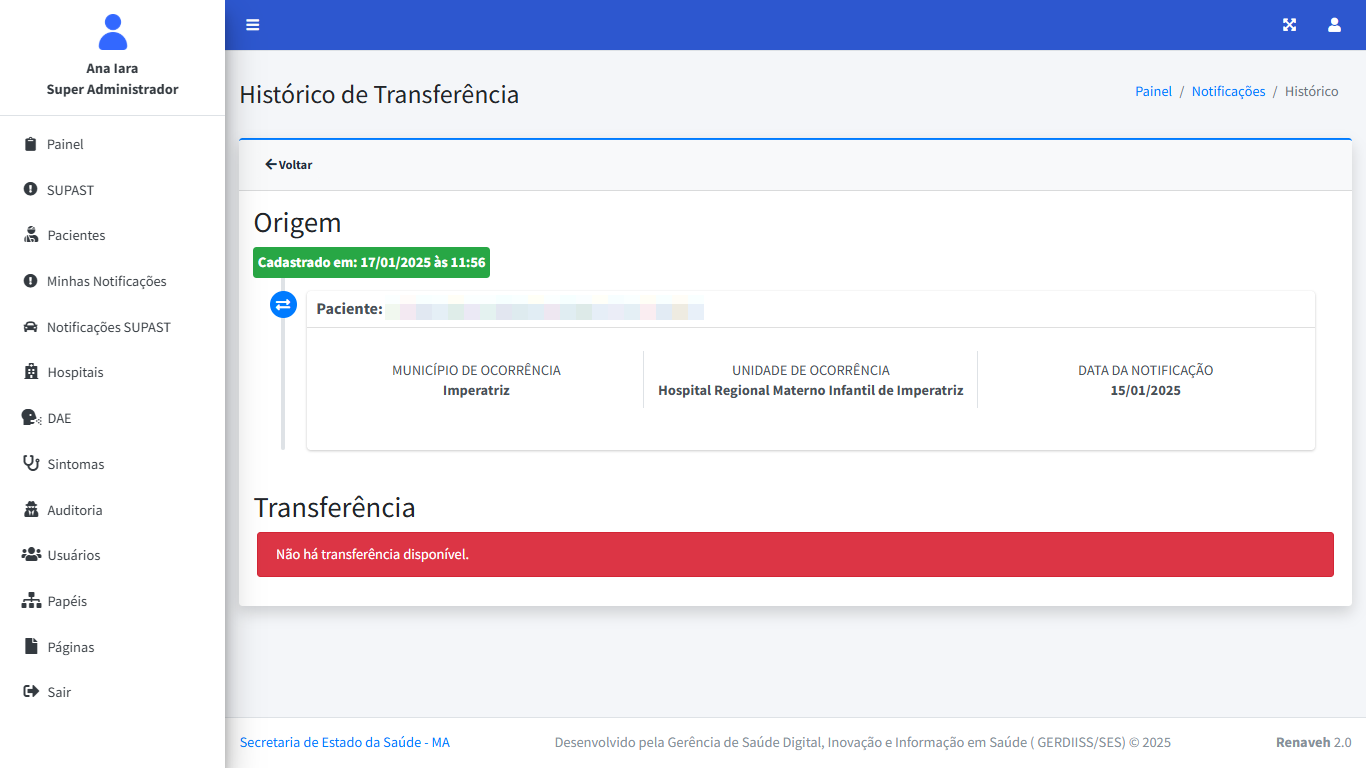 Ana Iara
Super Administrador
Painel
SUPAST
Pacientes
Minhas Notificações
Notificações SUPAST
Hospitais
DAE
Sintomas
Auditoria
Usuários
Papéis
Páginas
Sair
Histórico de Transferência
Painel / Notificações / Histórico
Voltar
Origem
Cadastrado em: 17/01/2025 às 11:56
Paciente:
MUNICÍPIO DE OCORRÊNCIA
Imperatriz
UNIDADE DE OCORRÊNCIA
Hospital Regional Materno Infantil de Imperatriz
DATA DA NOTIFICAÇÃO
15/01/2025
Transferência
Não há transferência disponível.
Secretaria de Estado da Saúde - MA
Desenvolvido pela Gerência de Saúde Digital, Inovação e Informação em Saúde ( GERDIISS/SES) © 2025
Renaveh 2.0